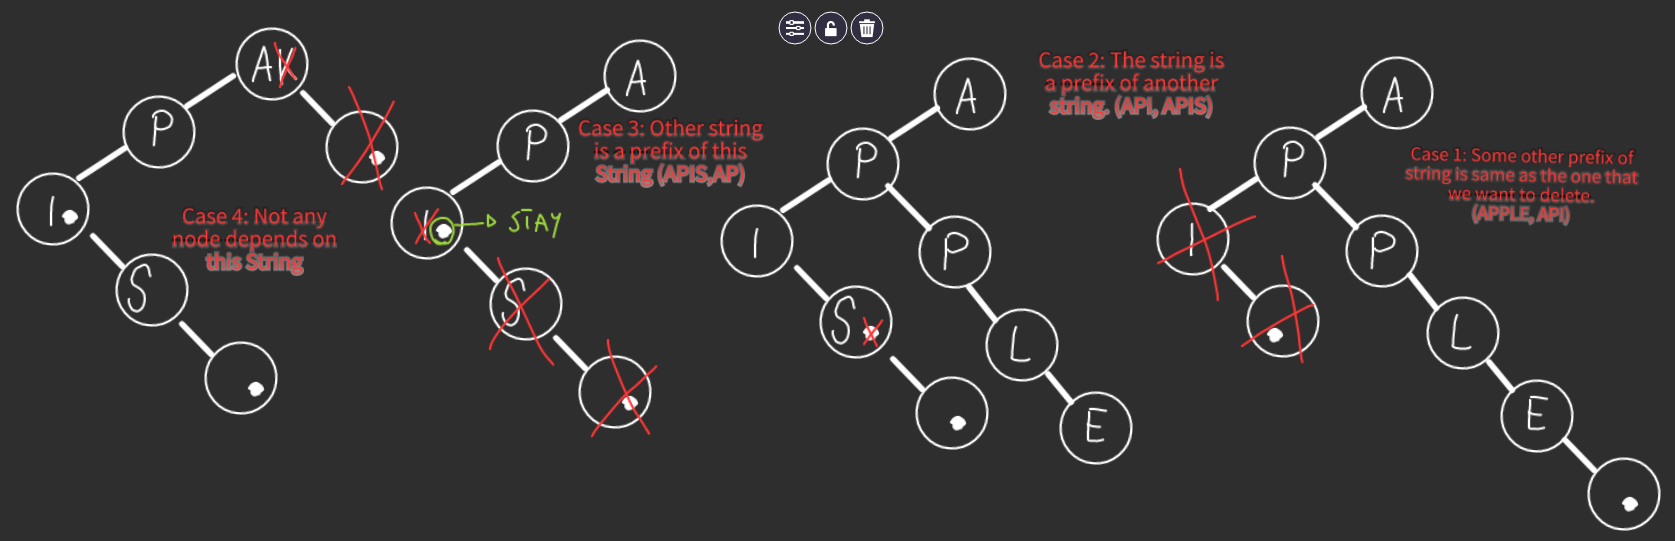 AK
P
I
S
Case 4: Not any
node depends on
this String
A
P
I
STAY
S
Case 3: Other string
is a prefix of this
String (APIS,AP)
A
P
I
P
S
L
E
Case 2: The string is
a prefix of another
string. (API, APIS)
A
P
I
P
L
E
Case 1: Some other prefix of
string is same as the one that
we want to delete.
(APPLE, API)